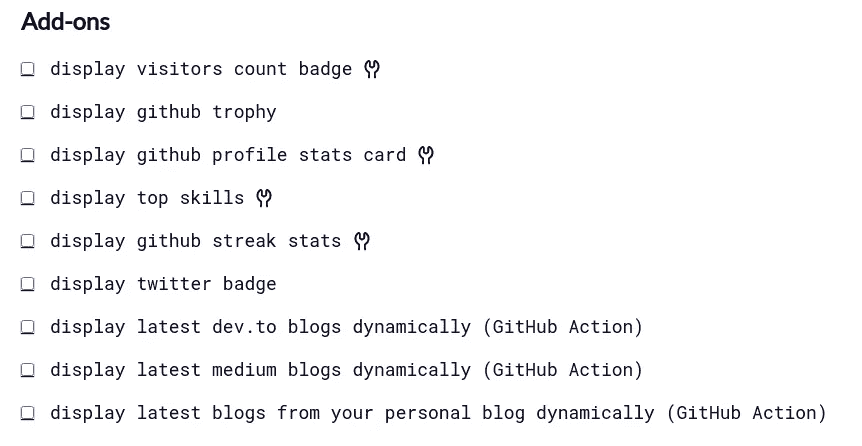 Add-ons
display visitors count badge
display github trophy
display github profile stats card
display top skills
display github streak stats
display twitter badge
display latest dev.to blogs dynamically (GitHub Action)
display latest medium blogs dynamically (GitHub Action)
display latest blogs from your personal blog dynamically (GitHub Action)